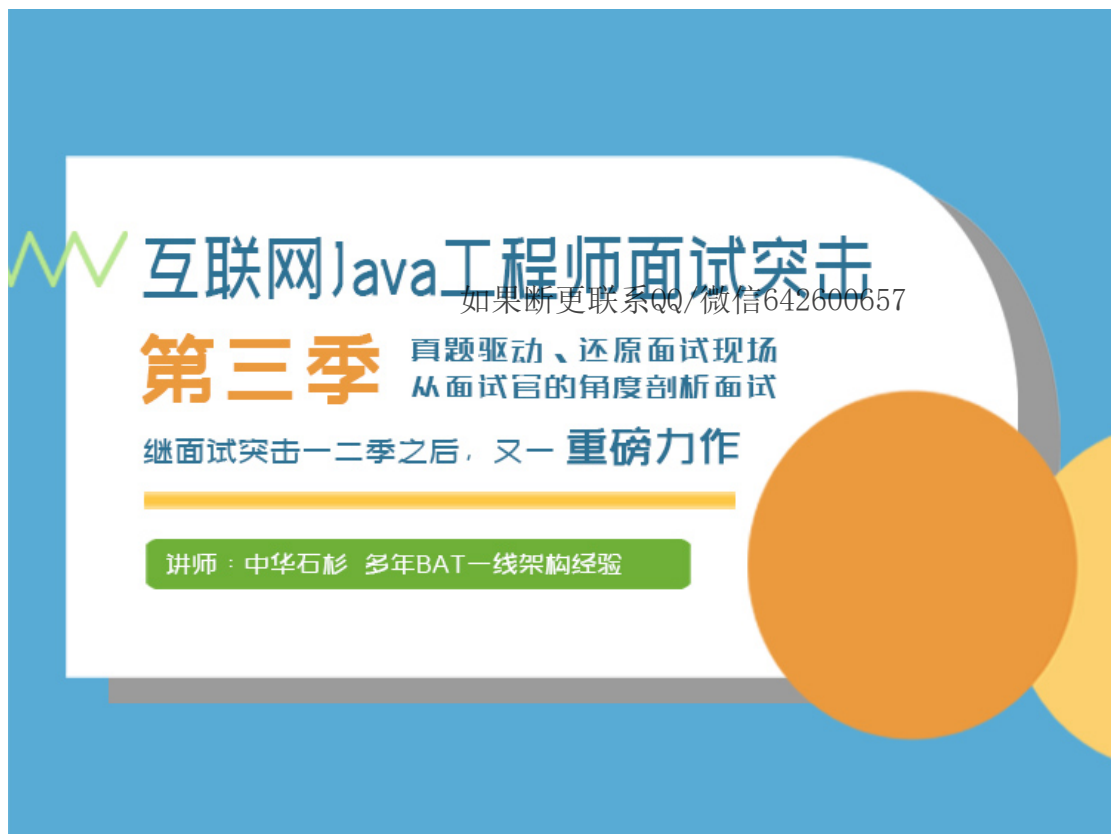 互联网Java工程师面试突击
如果断更联系QQ/微信642600657
第三季
真题驱动、还原面试现场
从面试官的角度剖析面试
继面试突击一二季之后，又一 重磅力作
讲师：中华石杉 多年BAT一线架构经验